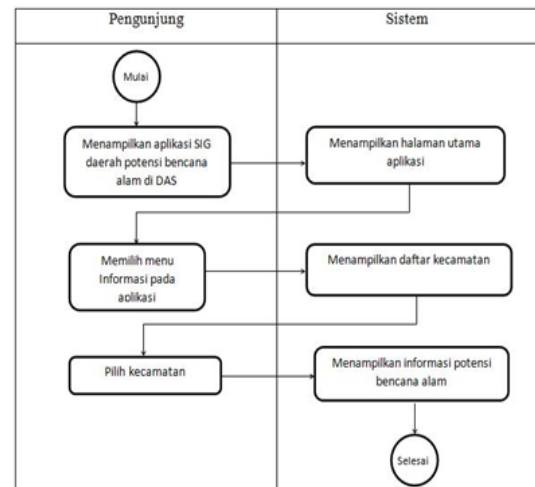 Pengunjung
Sistem
Mulai
Menampilkan aplikasi SIG
daerah potensi bencana
alam di DAS
Menampilkan halaman utama
aplikasi
Memilih menu
Informasi pada
aplikasi
Menampilkan daftar kecamatan
Pilih kecamatan
Menampilkan informasi potensi
bencana alam
Selesai